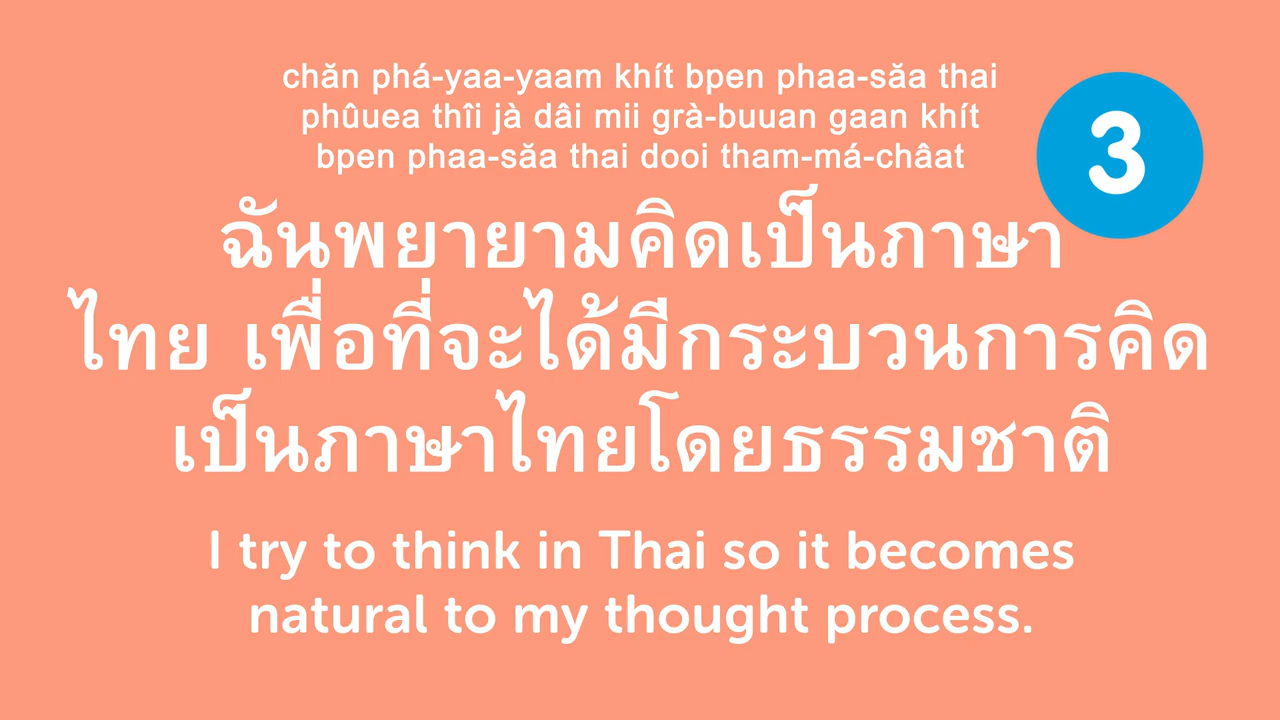 chăn phá-yaa-yaam khít bpen phaa-săa thai
phûuea thîi jà dâi mii grà-buuan gaan khít
bpen phaa-săa thai dooi tham-má-châat
3
ฉันพยายามคิดเป็นภาษา
ไทย เพื่อที่จะได้มีกระบวนการคิด
เป็นภาษาไทยโดยธรรมชาติ
I try to think in Thai so it becomes
natural to my thought process.